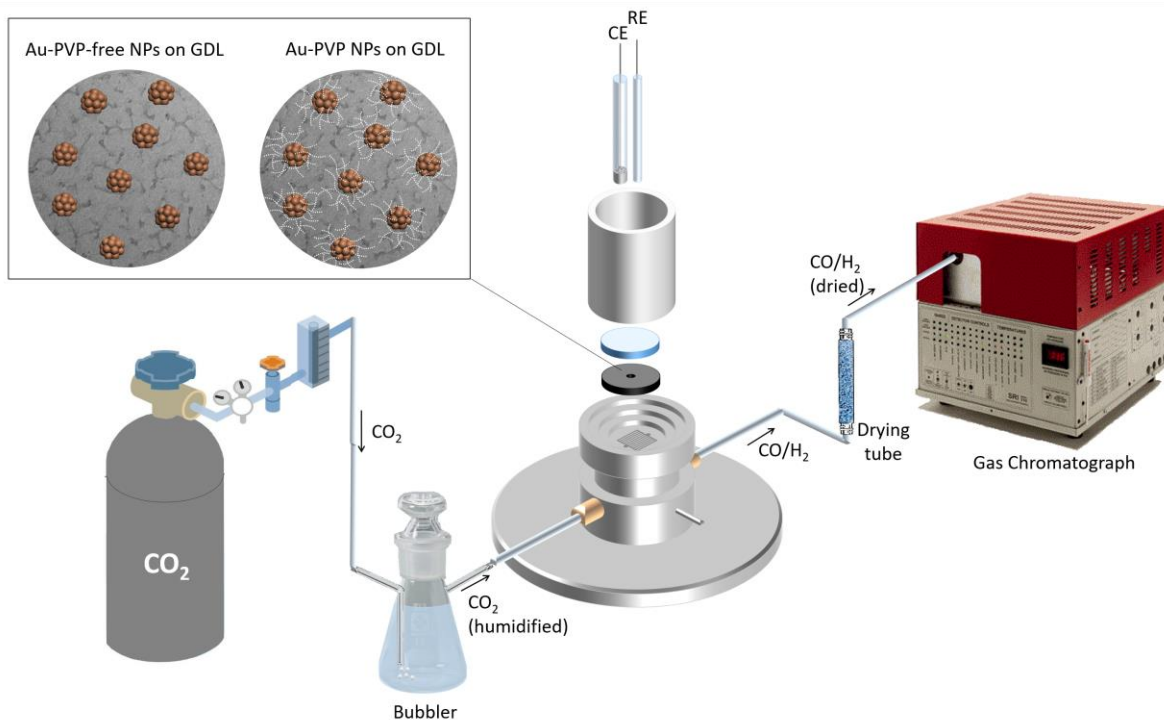 Au-PVP-free NPs on GDL
Au-PVP NPs on GDL
CE
RE
CO₂
CO₂
Bubbler
CO₂
(humidified)
CO/H₂
Drying
tube
CO/H₂
(dried)
SRI
Gas Chromatograph